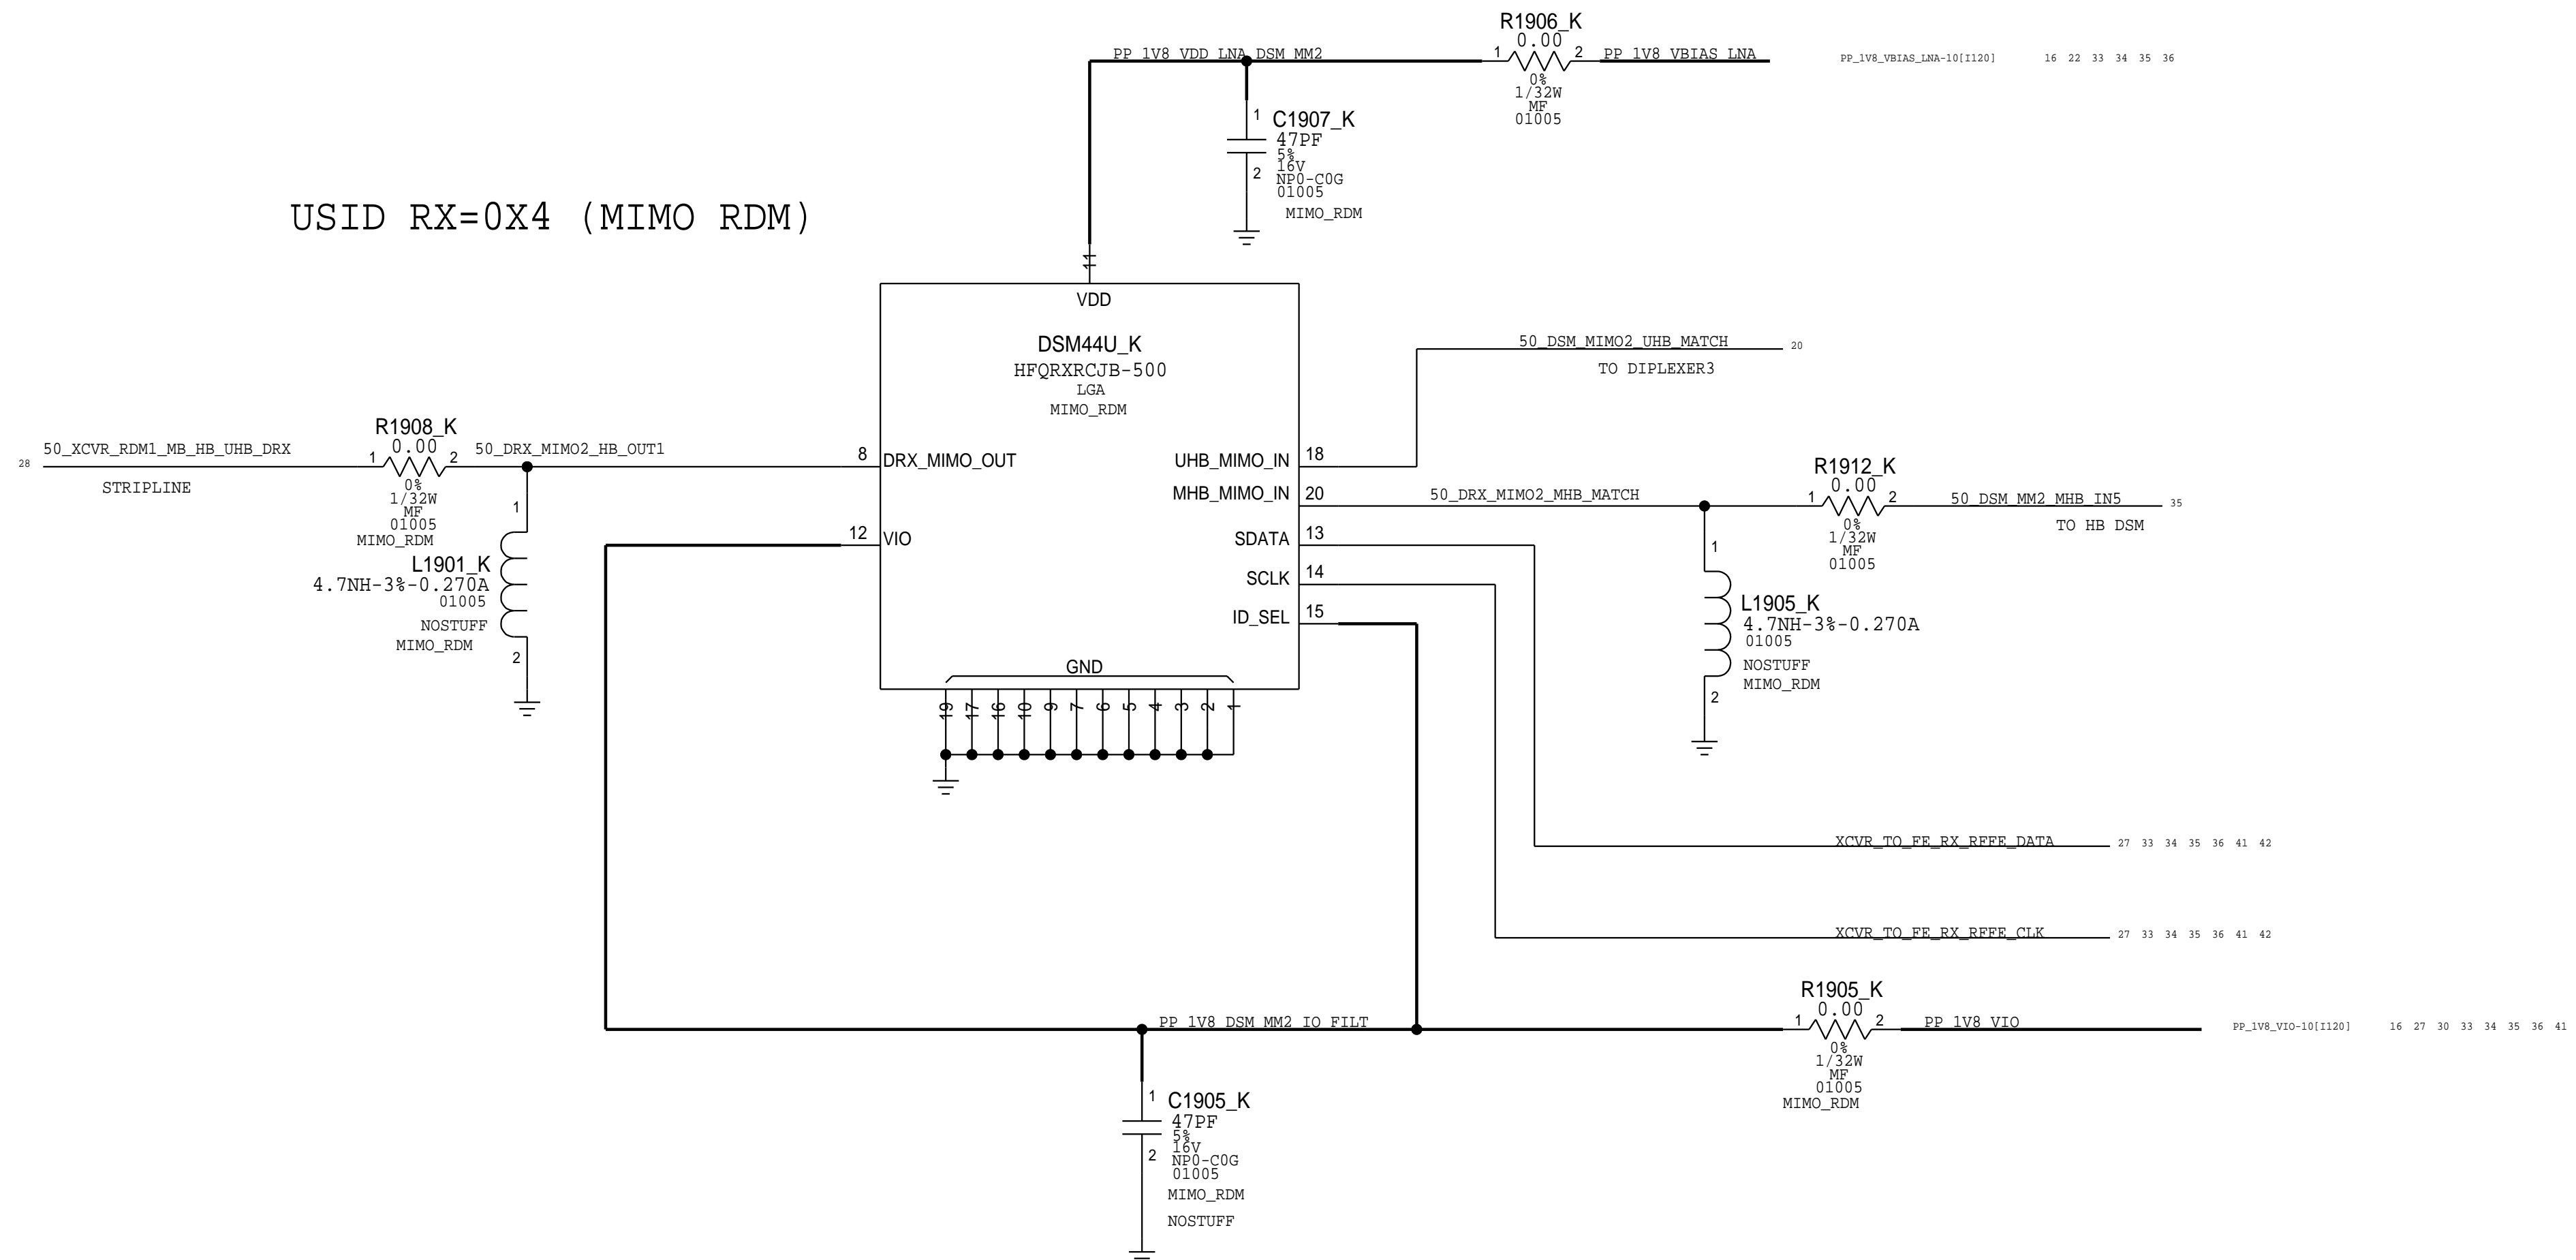 R1906_K
0.00
PP_1V8_VDD_LNA_DSM_MM2
1
2
PP_1V8_VBIAS_LNA
PP_1V8_VBIAS_LNA-10[I120]
16 22 33 34 35 36
0%
1/32W
MF
01005
1
C1907_K
47PF
5%
16V
2
NP0-C0G
01005
MIMO_RDM
USID RX=0X4 (MIMO RDM)
11
VDD
DSM44U_K
HFQRXRCJB-500
LGA
MIMO_RDM
50_DSM_MIMO2_UHB_MATCH
20
TO DIPLEXER3
R1908_K
0.00
28
50_XCVR_RDM1_MB_HB_UHB_DRX
1
2
50_DRX_MIMO2_HB_OUT1
STRIPLINE
0%
1/32W
MF
01005
MIMO_RDM
8
DRX_MIMO_OUT
UHB_MIMO_IN
18
MHB_MIMO_IN
20
50_DRX_MIMO2_MHB_MATCH
R1912_K
0.00
1
2
50_DSM_MM2_MHB_IN5
35
TO HB DSM
0%
1/32W
MF
01005
1
L1901_K
4.7NH-3%-0.270A
01005
NOSTUFF
MIMO_RDM
2
12
VIO
SDATA
13
SCLK
14
ID_SEL
15
1
L1905_K
4.7NH-3%-0.270A
01005
NOSTUFF
MIMO_RDM
2
GND
19 17 16 10 9 7 6 5 4 3 2 1
XCVR_TO_FE_RX_RFFE_DATA
27 33 34 35 36 41 42
XCVR_TO_FE_RX_RFFE_CLK
27 33 34 35 36 41 42
R1905_K
0.00
PP_1V8_DSM_MM2_IO_FILT
1
2
PP_1V8_VIO
PP_1V8_VIO-10[I120]
16 27 30 33 34 35 36 41
0%
1/32W
MF
01005
MIMO_RDM
1
C1905_K
47PF
5%
16V
2
NP0-C0G
01005
MIMO_RDM
NOSTUFF